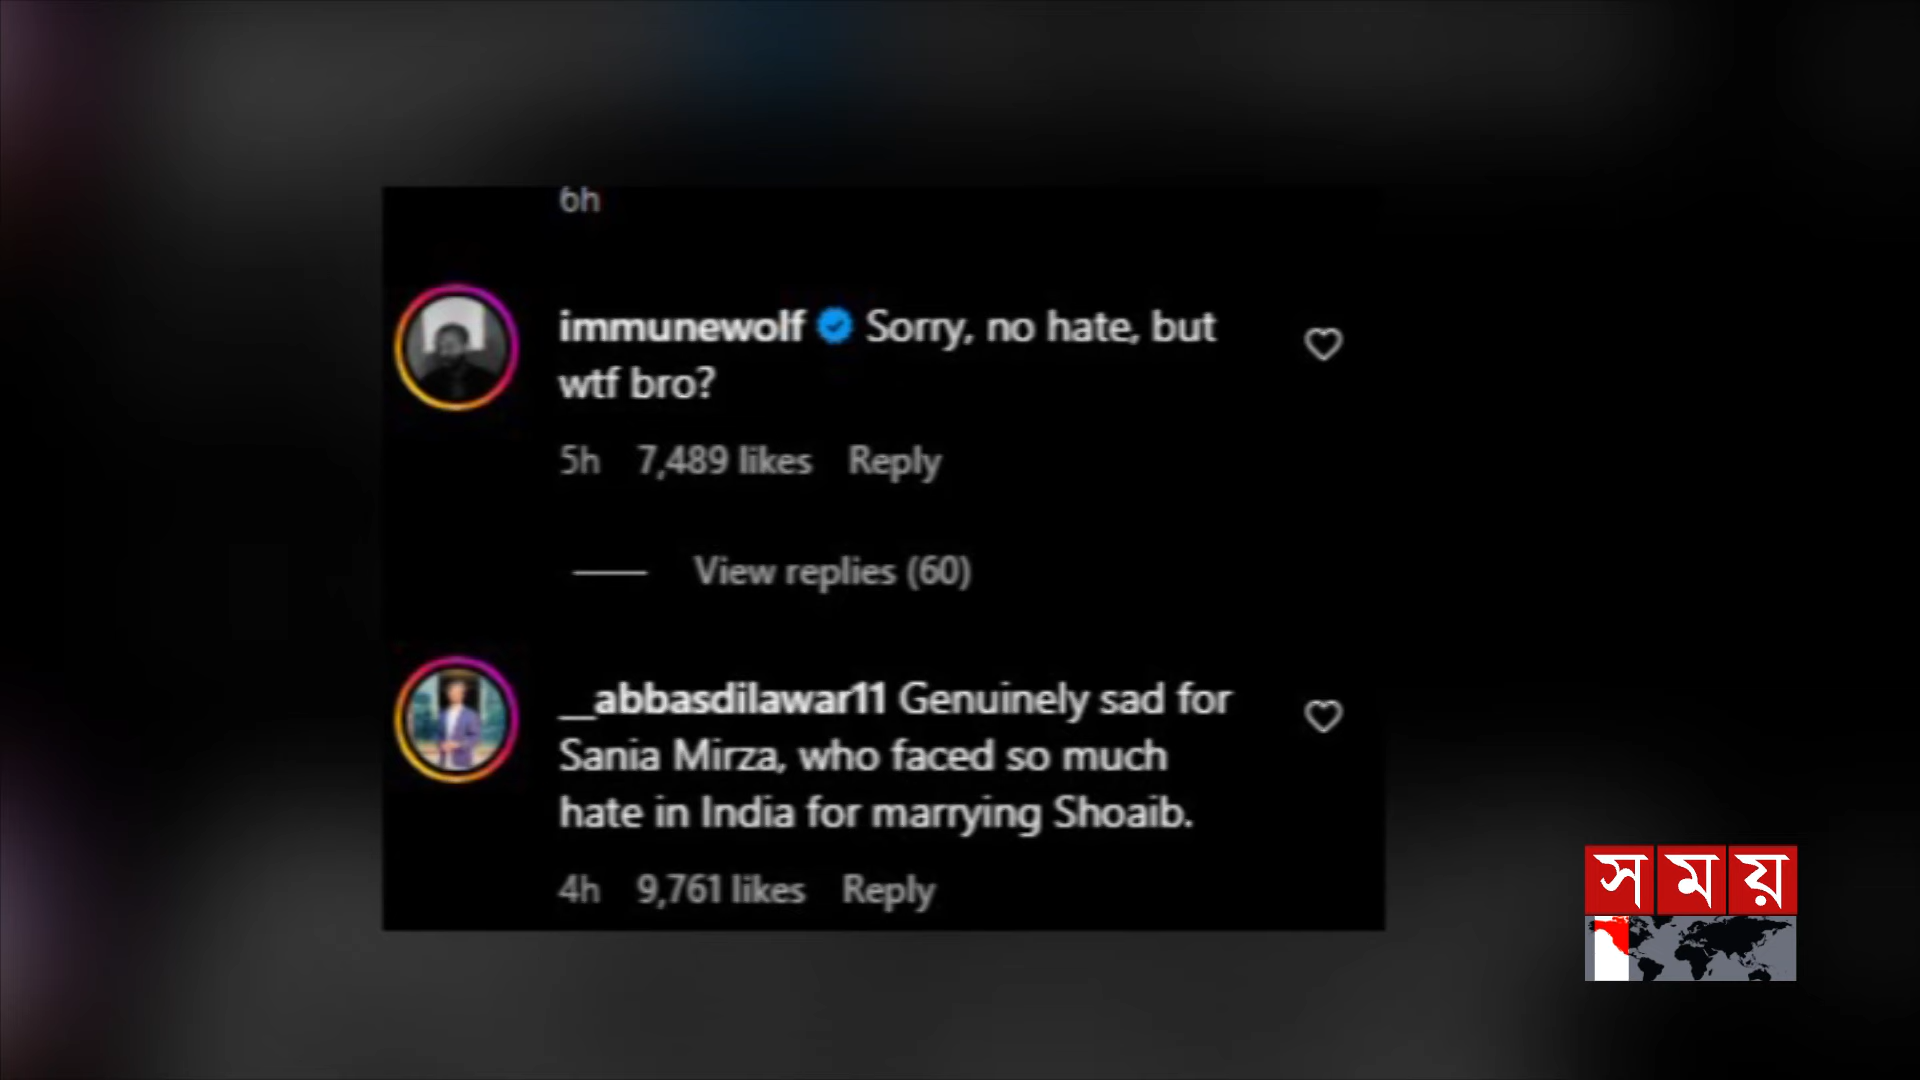 6h
immunewolf Sorry, no hate, but
wtf bro?
5h 7,489 likes Reply
View replies (60)
__abbasdilawar11 Genuinely sad for
Sania Mirza, who faced so much
hate in India for marrying Shoaib.
4h 9,761 likes Reply
সময়